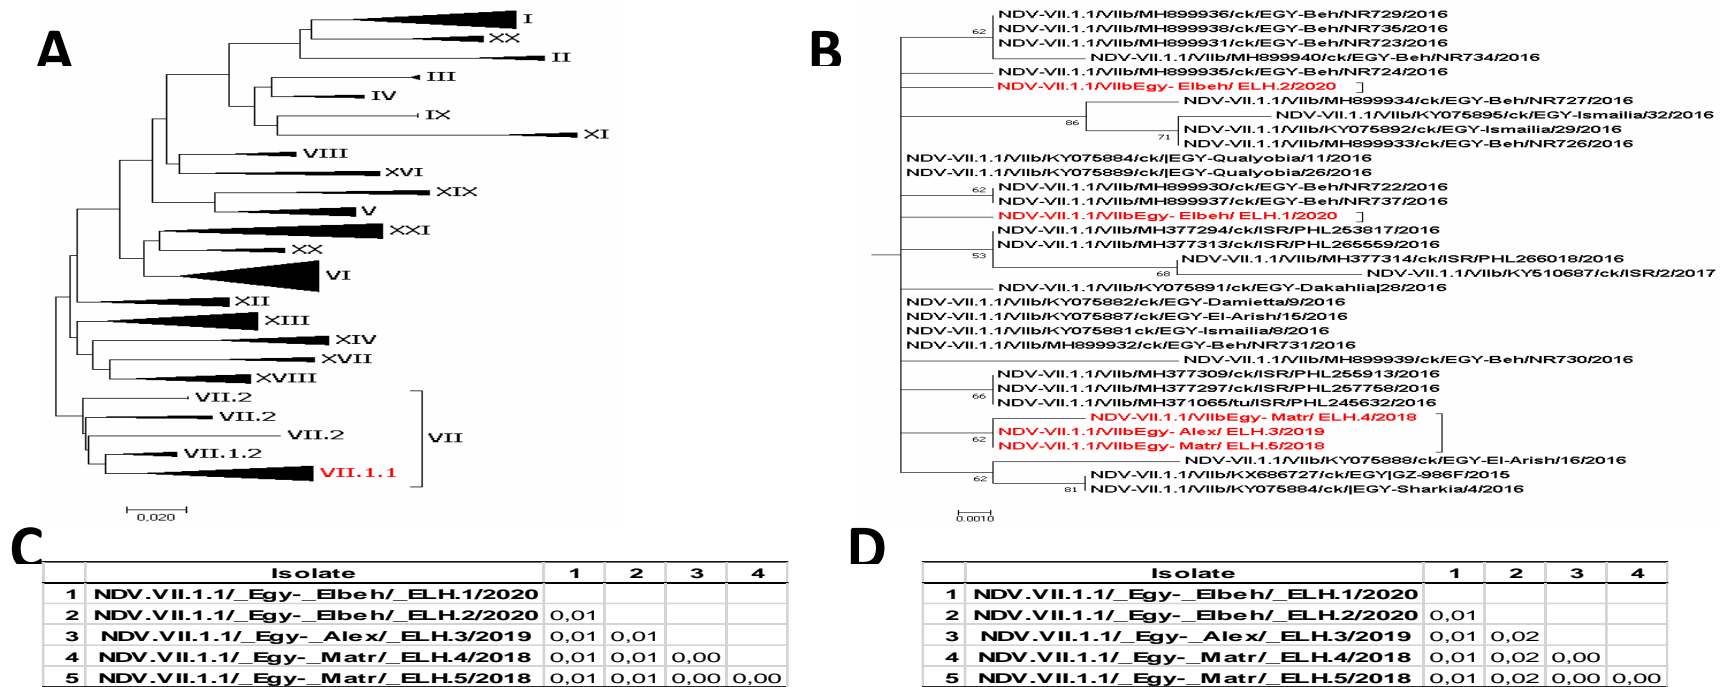 A
I
XX
II
III
IV
IX
XI
VIII
XVI
XIX
V
XXI
XX
VI
XII
XIII
XIV
XVII
XVIII
VII.2
VII.2
VII.2
VII
VII.1.2
VII.1.1
0,020
B
NDV-VII.1.1/VIIb/MH899936/ck/EGY-Beh/NR729/2016
62
NDV-VII.1.1/VIIb/MH899938/ck/EGY-Beh/NR735/2016
NDV-VII.1.1/VIIb/MH899931/ck/EGY-Beh/NR723/2016
NDV-VII.1.1/VIIb/MH899940/ck/EGY-Beh/NR734/2016
NDV-VII.1.1/VIIb/MH899935/ck/EGY-Beh/NR724/2016
NDV-VII.1.1/VIIbEgy- Elbeh/ ELH.2/2020
NDV-VII.1.1/VIIb/MH899934/ck/EGY-Beh/NR727/2016
86
NDV-VII.1.1/VIIb/KY075895/ck/EGY-Ismailia/32/2016
NDV-VII.1.1/VIIb/KY075892/ck/EGY-Ismailia/29/2016
71
NDV-VII.1.1/VIIb/MH899933/ck/EGY-Beh/NR726/2016
NDV-VII.1.1/VIIb/KY075884/ck/|EGY-Qualyobia/11/2016
NDV-VII.1.1/VIIb/KY075889/ck/|EGY-Qualyobia/26/2016
62
NDV-VII.1.1/VIIb/MH899930/ck/EGY-Beh/NR722/2016
NDV-VII.1.1/VIIb/MH899937/ck/EGY-Beh/NR737/2016
NDV-VII.1.1/VIIbEgy- Elbeh/ ELH.1/2020
NDV-VII.1.1/VIIb/MH377294/ck/ISR/PHL253817/2016
NDV-VII.1.1/VIIb/MH377313/ck/ISR/PHL265559/2016
53
NDV-VII.1.1/VIIb/MH377314/ck/ISR/PHL266018/2016
68
NDV-VII.1.1/VIIb/KY510687/ck/ISR/2/2017
NDV-VII.1.1/VIIb/KY075891/ck/EGY-Dakahlia|28/2016
NDV-VII.1.1/VIIb/KY075882/ck/EGY-Damietta/9/2016
NDV-VII.1.1/VIIb/KY075887/ck/EGY-El-Arish/15/2016
NDV-VII.1.1/VIIb/KY075881ck/EGY-Ismailia/8/2016
NDV-VII.1.1/VIIb/MH899932/ck/EGY-Beh/NR731/2016
NDV-VII.1.1/VIIb/MH899939/ck/EGY-Beh/NR730/2016
NDV-VII.1.1/VIIb/MH377309/ck/ISR/PHL255913/2016
NDV-VII.1.1/VIIb/MH377297/ck/ISR/PHL257758/2016
66
NDV-VII.1.1/VIIb/MH371065/tu/ISR/PHL245632/2016
NDV-VII.1.1/VIIbEgy- Matr/ ELH.4/2018
NDV-VII.1.1/VIIbEgy- Alex/ ELH.3/2019
62
NDV-VII.1.1/VIIbEgy- Matr/ ELH.5/2018
NDV-VII.1.1/VIIb/KY075888/ck/EGY-El-Arish/16/2016
62
NDV-VII.1.1/VIIb/KX686727/ck/EGY|GZ-986F/2015
81
NDV-VII.1.1/VIIb/KY075884/ck/|EGY-Sharkia/4/2016
0.0010
C
Isolate 1 2 3 4
1 NDV.VII.1.1/_Egy-_Elbeh/_ELH.1/2020
2 NDV.VII.1.1/_Egy-_Elbeh/_ELH.2/2020 0,01
3 NDV.VII.1.1/_Egy-_Alex/_ELH.3/2019 0,01 0,01
4 NDV.VII.1.1/_Egy-_Matr/_ELH.4/2018 0,01 0,01 0,00
5 NDV.VII.1.1/_Egy-_Matr/_ELH.5/2018 0,01 0,01 0,00 0,00
D
Isolate 1 2 3 4
1 NDV.VII.1.1/_Egy-_Elbeh/_ELH.1/2020
2 NDV.VII.1.1/_Egy-_Elbeh/_ELH.2/2020 0,01
3 NDV.VII.1.1/_Egy-_Alex/_ELH.3/2019 0,01 0,02
4 NDV.VII.1.1/_Egy-_Matr/_ELH.4/2018 0,01 0,02 0,00
5 NDV.VII.1.1/_Egy-_Matr/_ELH.5/2018 0,01 0,02 0,00 0,00